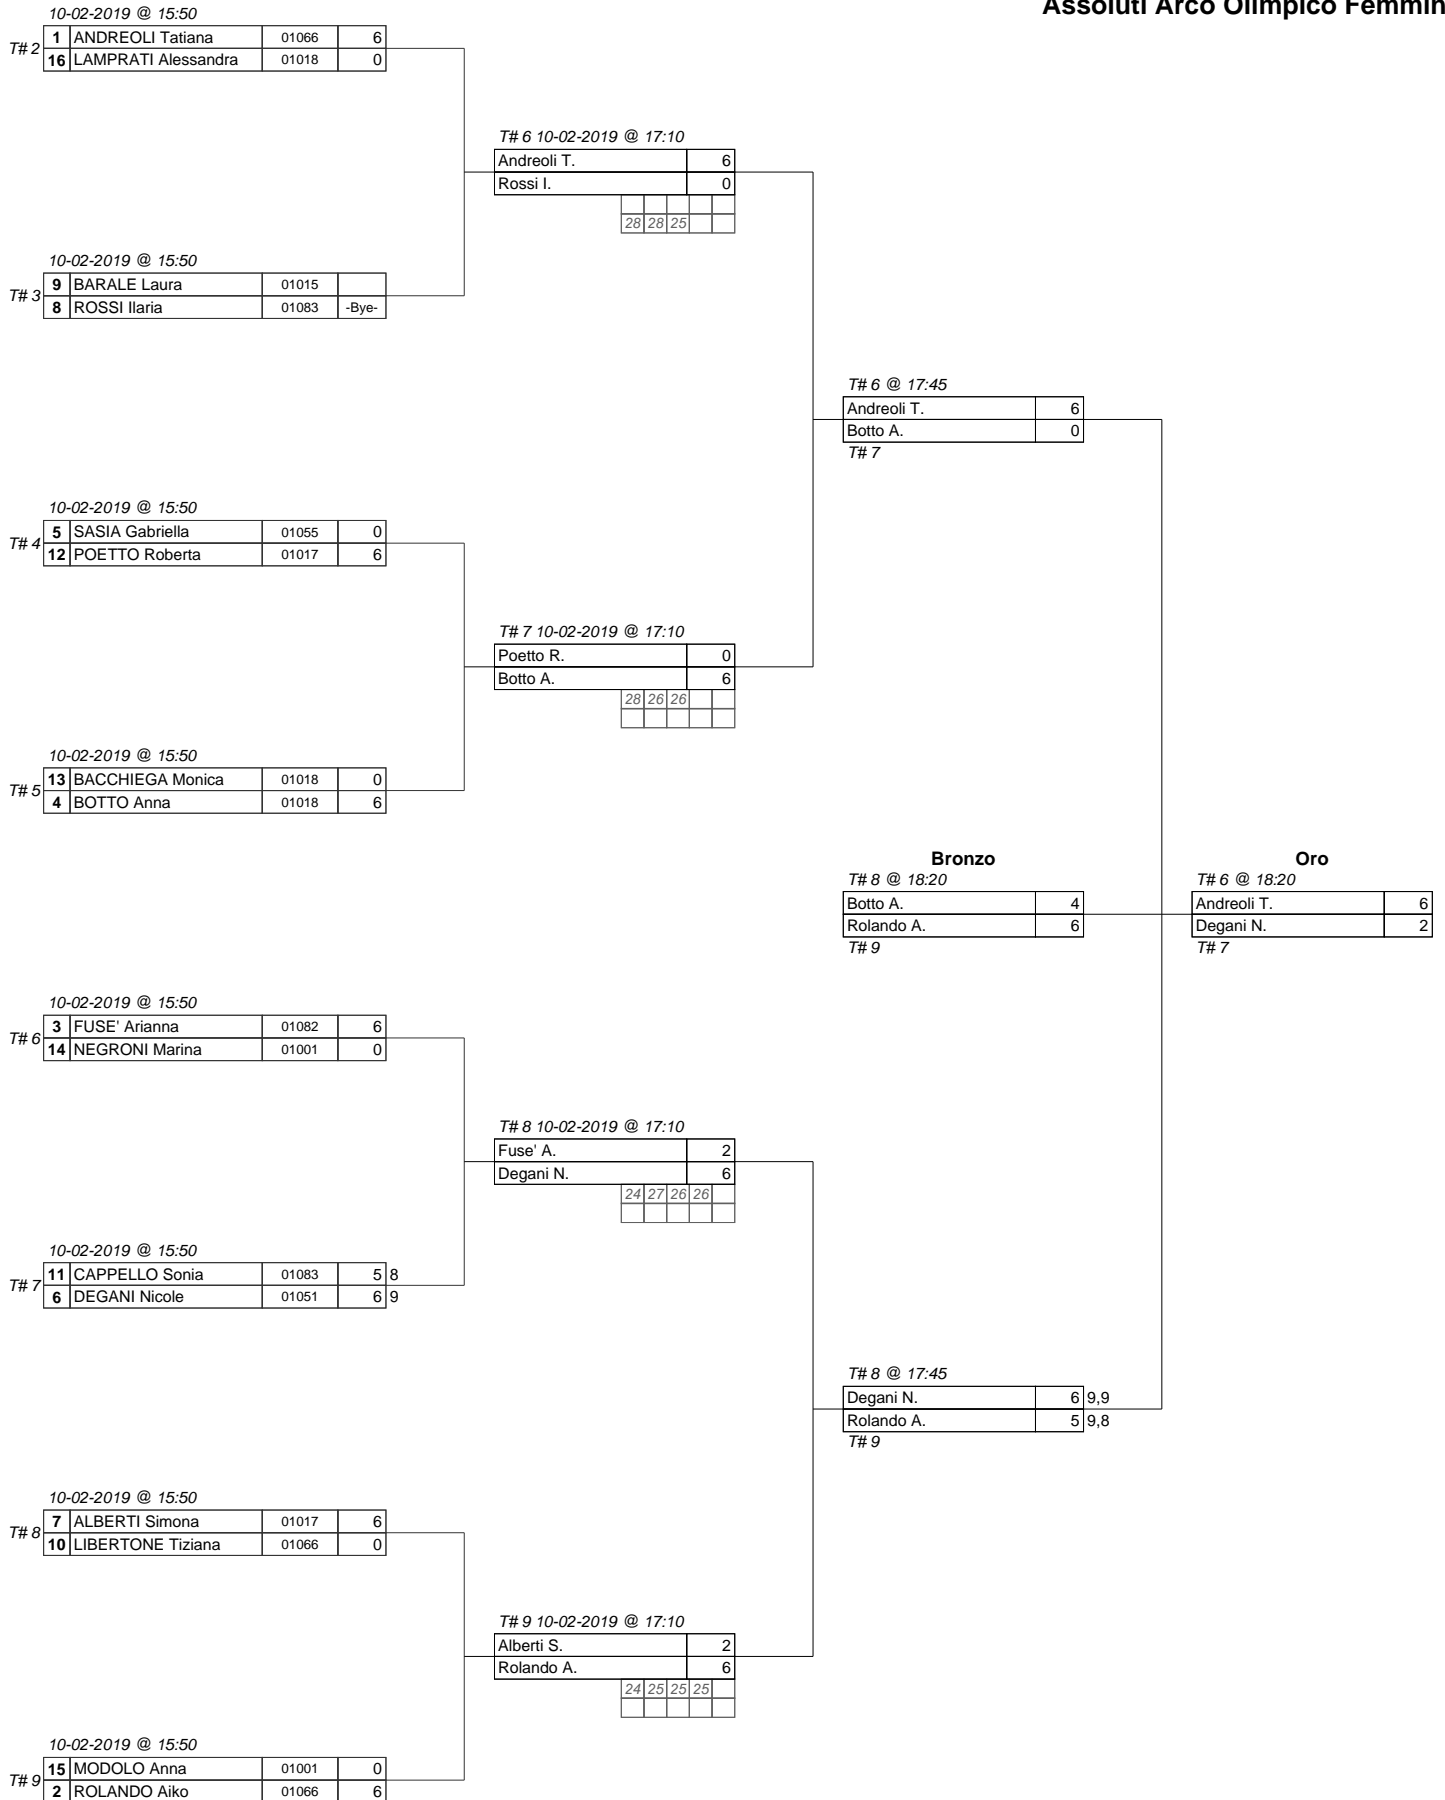 Assoluti Arco Olimpico Femmin
10-02-2019 @ 15:50
T# 2
1 ANDREOLI Tatiana 01066 6
16 LAMPRATI Alessandra 01018 0
T# 6 10-02-2019 @ 17:10
Andreoli T. 6
Rossi I. 0
28 28 25
10-02-2019 @ 15:50
T# 3
9 BARALE Laura 01015
8 ROSSI Ilaria 01083 -Bye-
T# 6 @ 17:45
Andreoli T. 6
Botto A. 0
T# 7
10-02-2019 @ 15:50
T# 4
5 SASIA Gabriella 01055 0
12 POETTO Roberta 01017 6
T# 7 10-02-2019 @ 17:10
Poetto R. 0
Botto A. 6
28 26 26
10-02-2019 @ 15:50
T# 5
13 BACCHIEGA Monica 01018 0
4 BOTTO Anna 01018 6
Bronzo
T# 8 @ 18:20
Botto A. 4
Rolando A. 6
T# 9
Oro
T# 6 @ 18:20
Andreoli T. 6
Degani N. 2
T# 7
10-02-2019 @ 15:50
T# 6
3 FUSE' Arianna 01082 6
14 NEGRONI Marina 01001 0
T# 8 10-02-2019 @ 17:10
Fuse' A. 2
Degani N. 6
24 27 26 26
10-02-2019 @ 15:50
T# 7
11 CAPPELLO Sonia 01083 5 8
6 DEGANI Nicole 01051 6 9
T# 8 @ 17:45
Degani N. 6 9,9
Rolando A. 5 9,8
T# 9
10-02-2019 @ 15:50
T# 8
7 ALBERTI Simona 01017 6
10 LIBERTONE Tiziana 01066 0
T# 9 10-02-2019 @ 17:10
Alberti S. 2
Rolando A. 6
24 25 25 25
10-02-2019 @ 15:50
T# 9
15 MODOLO Anna 01001 0
2 ROLANDO Aiko 01066 6